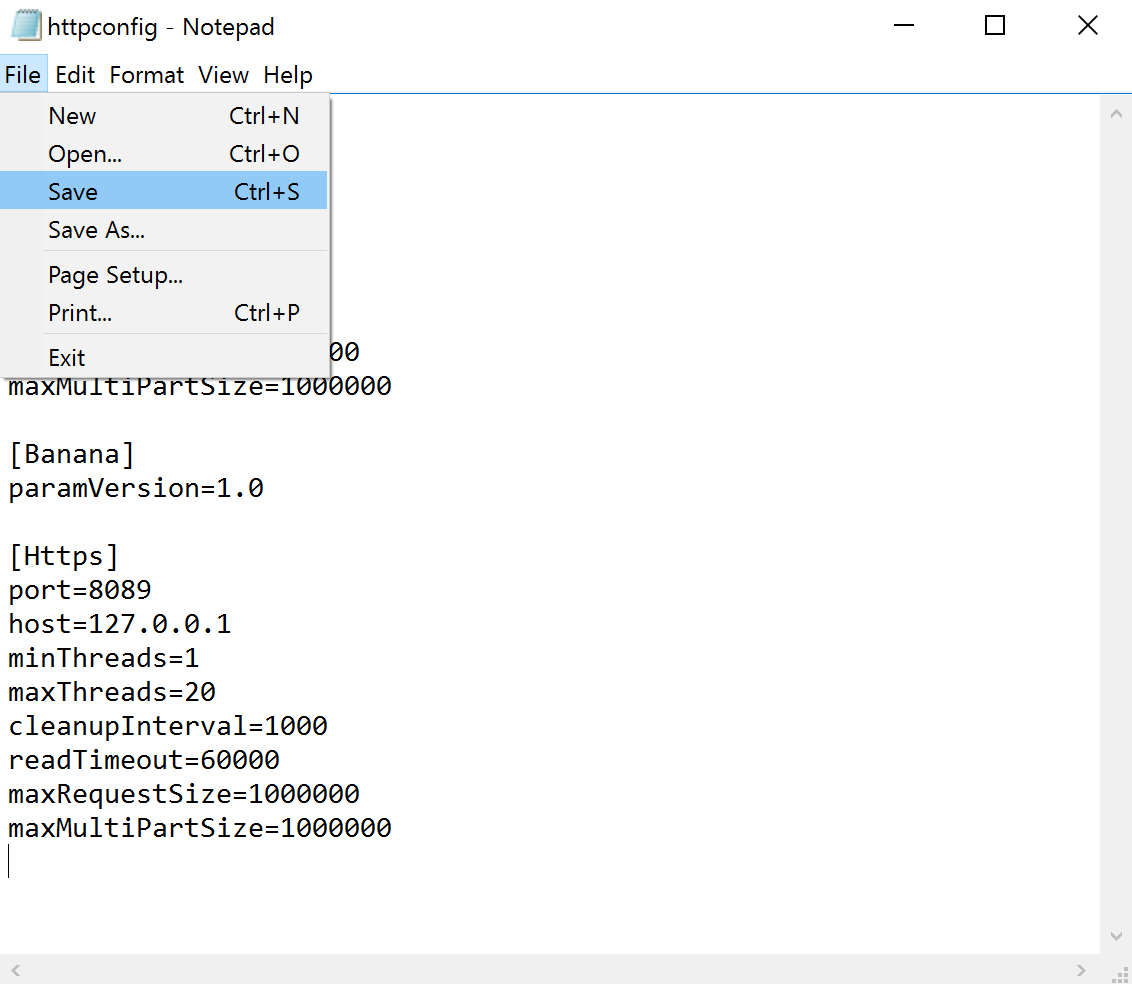 httpconfig - Notepad
File Edit Format View Help
New Ctrl+N
Open... Ctrl+O
Save Ctrl+S
Save As...
Page Setup...
Print... Ctrl+P
Exit
00
maxMultiPartSize=1000000
[Banana]
paramVersion=1.0
[Https]
port=8089
host=127.0.0.1
minThreads=1
maxThreads=20
cleanupInterval=1000
readTimeout=60000
maxRequestSize=1000000
maxMultiPartSize=1000000